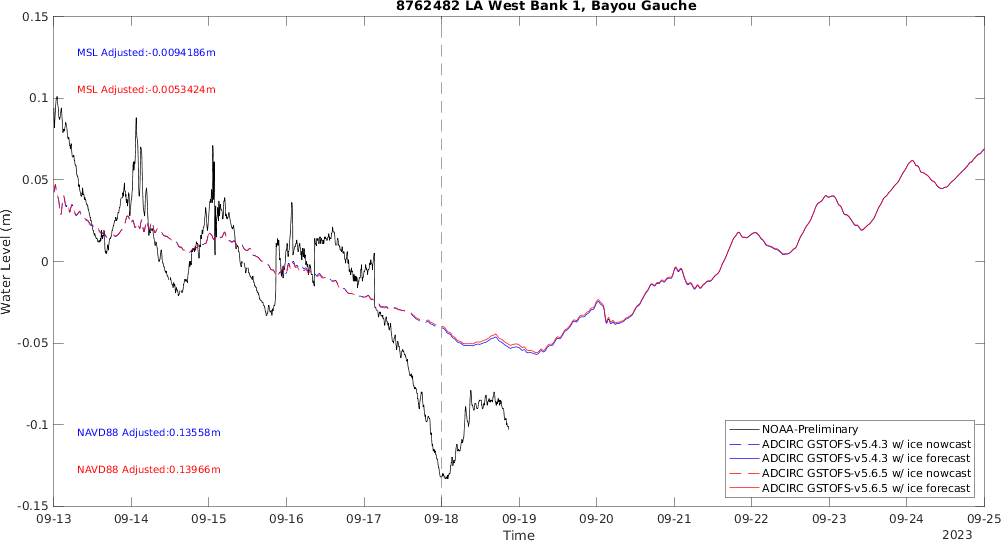 8762482 LA West Bank 1, Bayou Gauche
0.15
0.1
0.05
0
-0.05
-0.1
-0.15
Water Level (m)
MSL Adjusted:-0.0094186m
MSL Adjusted:-0.0053424m
NAVD88 Adjusted:0.13558m
NAVD88 Adjusted:0.13966m
NOAA-Preliminary
ADCIRC GSTOFS-v5.4.3 w/ ice nowcast
ADCIRC GSTOFS-v5.4.3 w/ ice forecast
ADCIRC GSTOFS-v5.6.5 w/ ice nowcast
ADCIRC GSTOFS-v5.6.5 w/ ice forecast
09-13 09-14 09-15 09-16 09-17 09-18 09-19 09-20 09-21 09-22 09-23 09-24 09-25
Time
2023